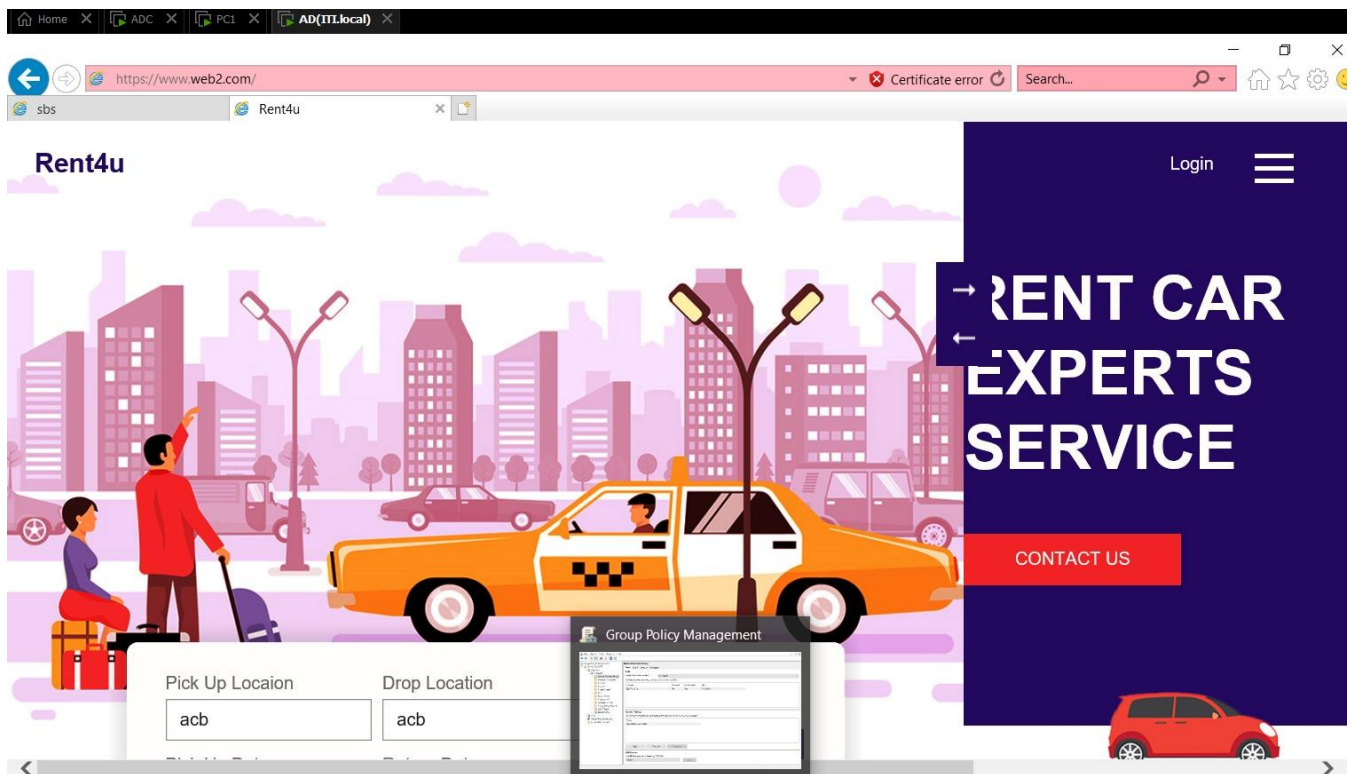 Home
ADC
PC1
AD(ITI.local)
https://www.web2.com/
Certificate error
Search...
sbs
Rent4u
Rent4u
Login
RENT CAR
EXPERTS
SERVICE
CONTACT US
Group Policy Management
Pick Up Locaion
Drop Location
acb
acb